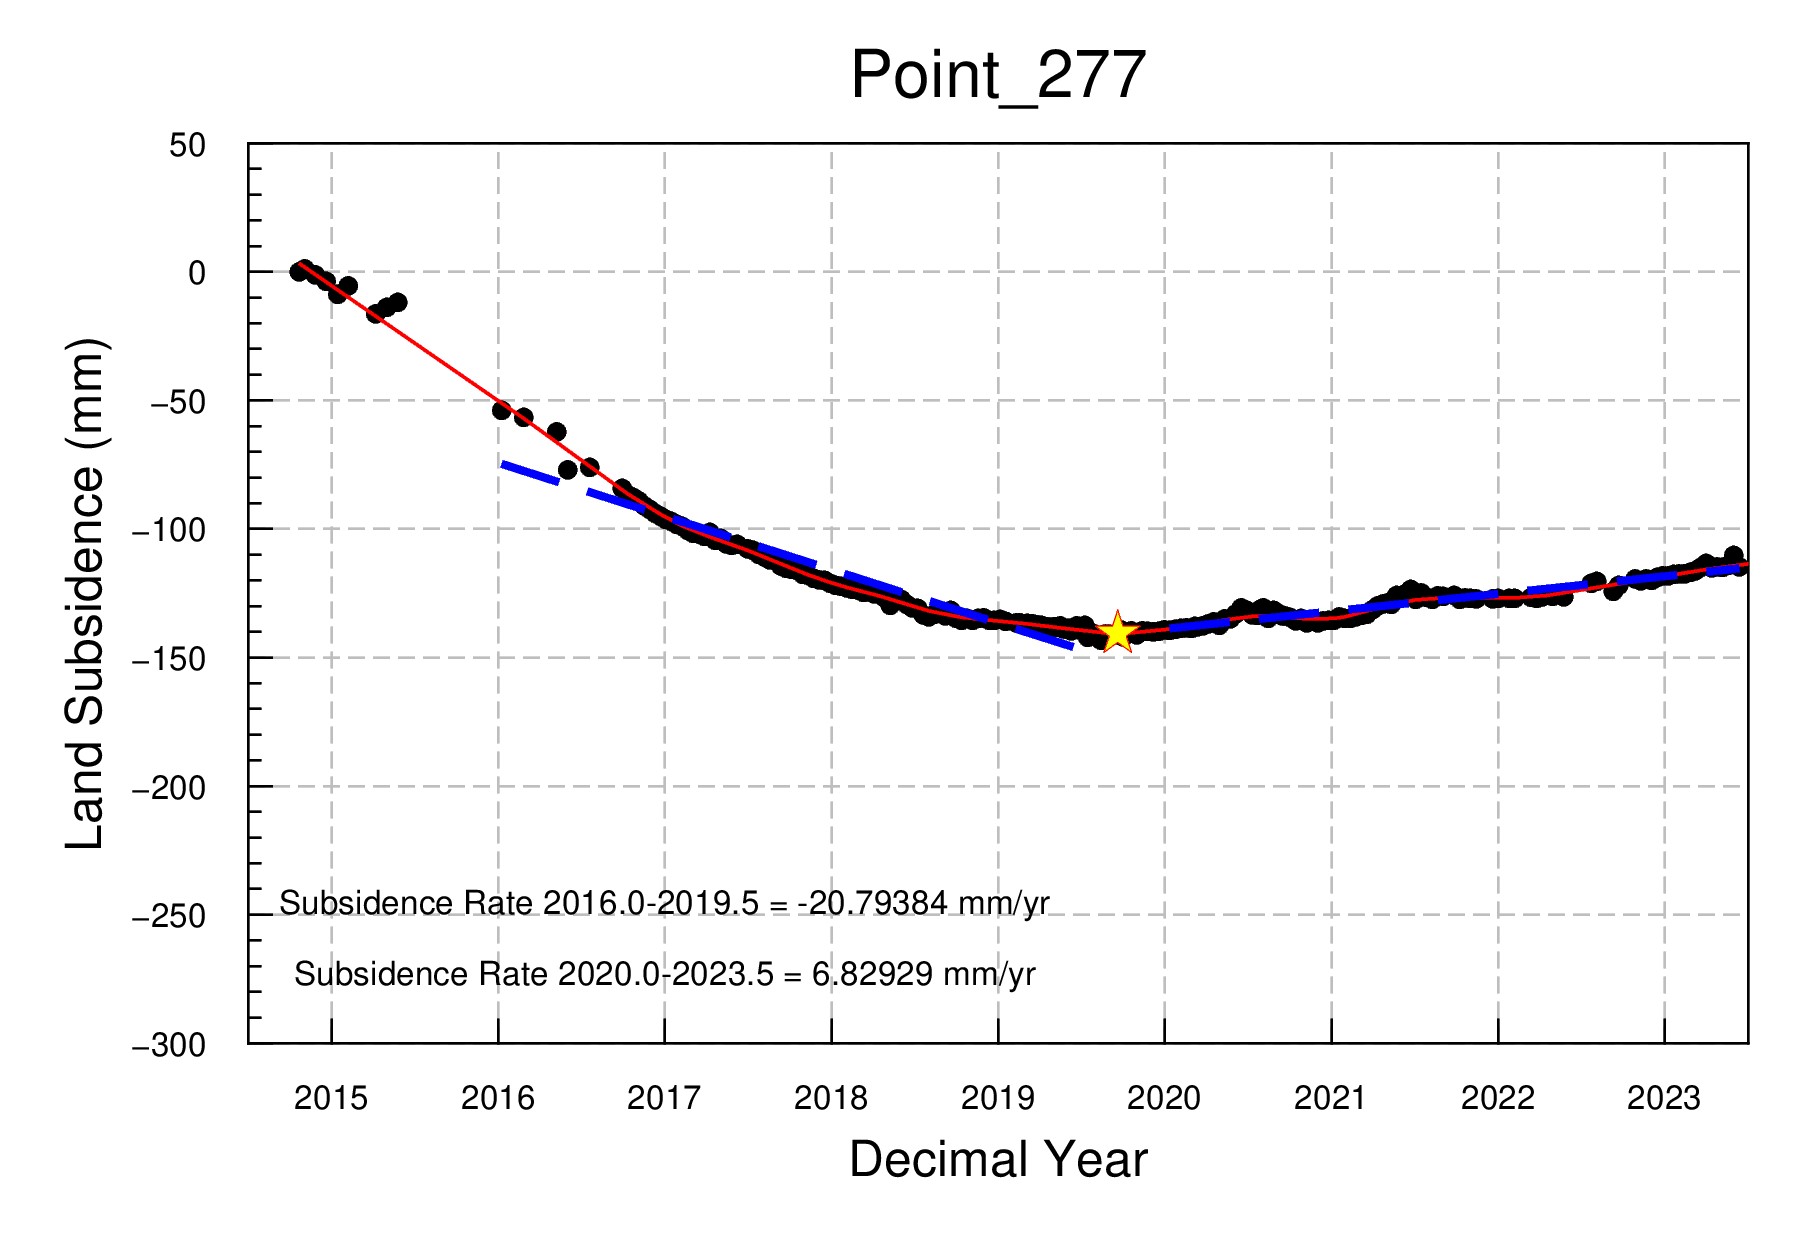 Point_277
50
0
−50
−100
−150
−200
−250
−300
Land Subsidence (mm)
Subsidence Rate 2016.0-2019.5 = -20.79384 mm/yr
Subsidence Rate 2020.0-2023.5 = 6.82929 mm/yr
2015 2016 2017 2018 2019 2020 2021 2022 2023
Decimal Year